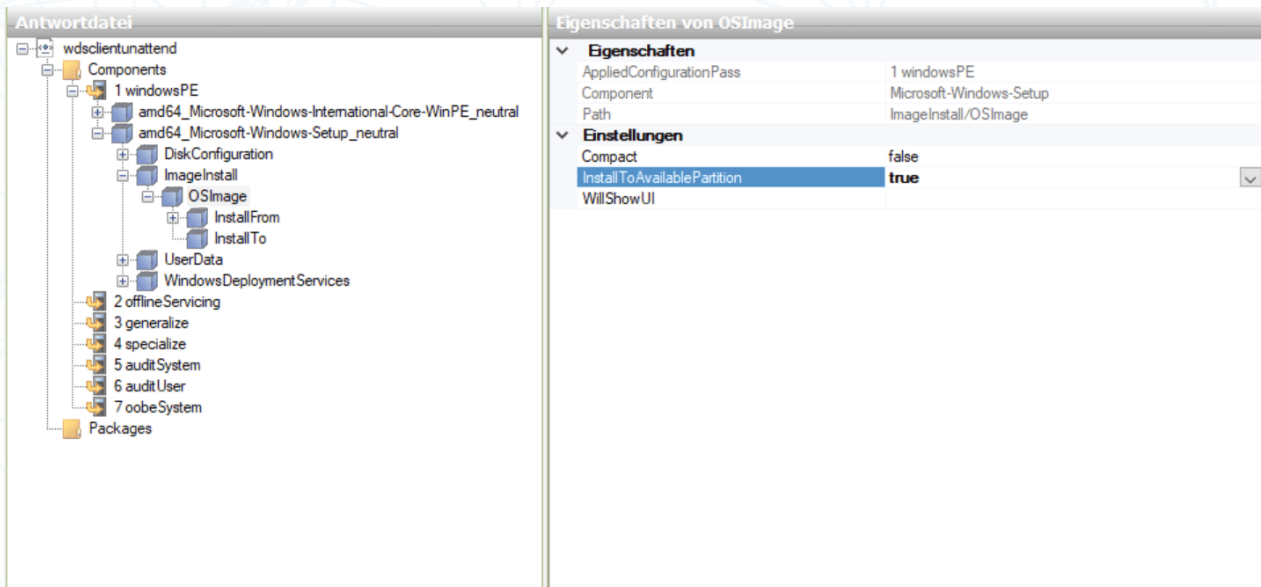 Antwortdatei
wdsclientunattend
Components
1 windowsPE
amd64_Microsoft-Windows-International-Core-WinPE_neutral
amd64_Microsoft-Windows-Setup_neutral
DiskConfiguration
ImageInstall
OSImage
InstallFrom
InstallTo
UserData
WindowsDeploymentServices
2 offlineServicing
3 generalize
4 specialize
5 auditSystem
6 auditUser
7 oobeSystem
Packages
Eigenschaften von OSImage
Eigenschaften
AppliedConfigurationPass 1 windowsPE
Component Microsoft-Windows-Setup
Path ImageInstall/OSImage
Einstellungen
Compact false
InstallToAvailablePartition true
WillShowUI